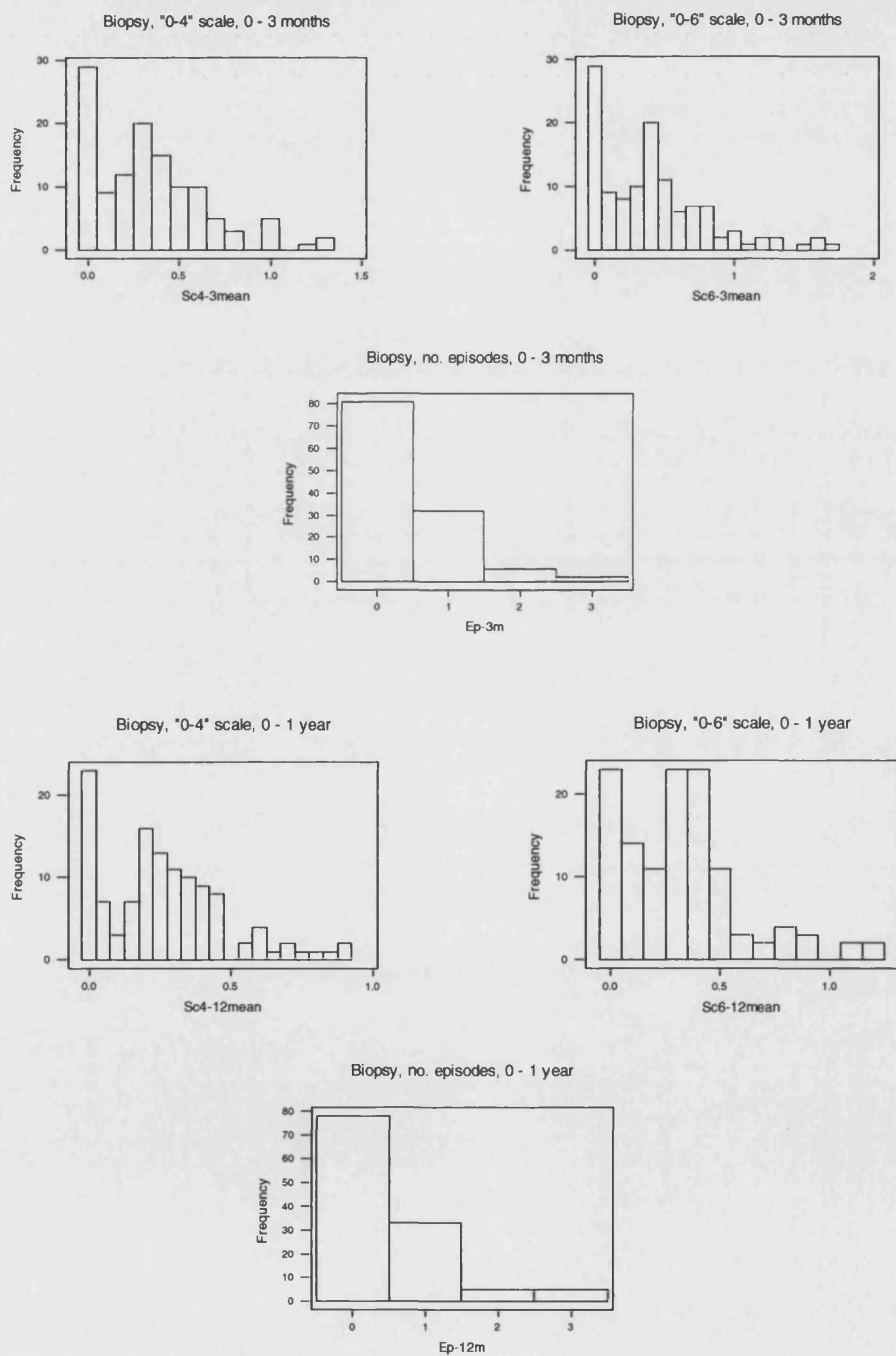 Biopsy, "0-4" scale, 0 - 3 months
30
20
10
0
Frequency
0.0 0.5 1.0 1.5
Sc4-3mean
Biopsy, "0-6" scale, 0 - 3 months
30
20
10
0
Frequency
0 1 2
Sc6-3mean
Biopsy, no. episodes, 0 - 3 months
80
70
60
50
40
30
20
10
0
Frequency
0 1 2 3
Ep-3m
Biopsy, "0-4" scale, 0 - 1 year
20
10
0
Frequency
0.0 0.5 1.0
Sc4-12mean
Biopsy, "0-6" scale, 0 - 1 year
20
10
0
Frequency
0.0 0.5 1.0
Sc6-12mean
Biopsy, no. episodes, 0 - 1 year
80
70
60
50
40
30
20
10
0
Frequency
0 1 2 3
Ep-12m